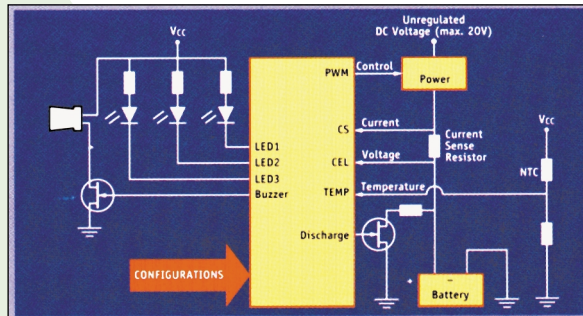 Unregulated
DC Voltage (max. 20V)
VCC
PWM
Control
Power
VCC
CS
Current
Current
Sense
Resistor
LED1
LED2
CEL
Voltage
NTC
LED3
Buzzer
TEMP
Temperature
Discharge
CONFIGURATIONS
+
−
Battery